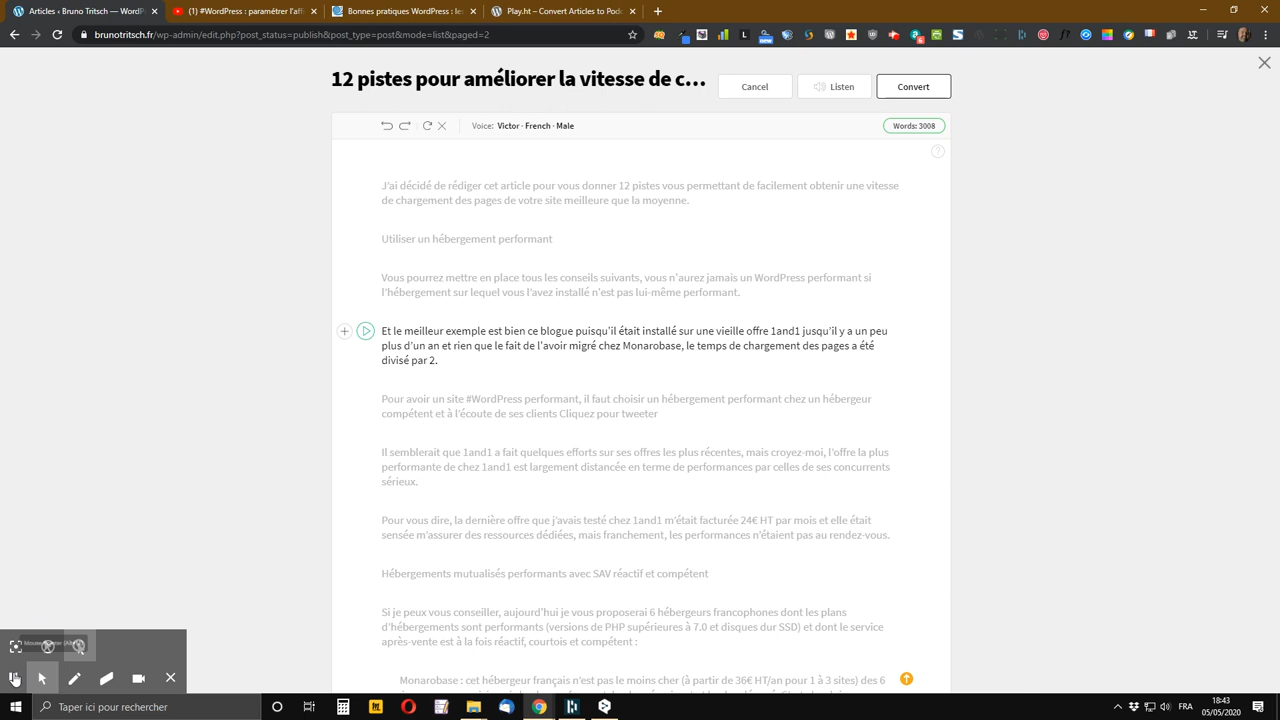 Articles ‹ Bonnes Pratiques Wor
#WordPress : paramétrer l'affich
Articles ‹ Bonnes Pratiques Wor
Play.ht - Convert Text to Podcas
Bonnes Pratiques Wordpress - C
brunotritsch.fr/wp-admin/edit.php?post_status=publish&post_type=post&mode=list&paged=2
12 pistes pour améliorer la vitesse de c...
Cancel
Listen
Convert
Voice: Victor · French · Male
Words: 3008
J'ai décidé de rédiger cet article pour vous donner 12 pistes vous permettant de facilement obtenir une vitesse
de chargement des pages de votre site meilleure que la moyenne.
Utiliser un hébergement performant
Vous pourrez mettre en place tous les conseils suivants, vous n'aurez jamais un WordPress performant si
l'hébergement sur lequel vous l'avez installé n'est pas lui-même performant.
Et le meilleur exemple est bien ce blogue puisqu'il était installé sur une vieille offre 1and1 jusqu'il y a un peu
plus d'un an et rien que le fait de l'avoir migré chez Monarobase, le temps de chargement des pages a été
divisé par 2.
Pour avoir un site #WordPress performant, il faut choisir un hébergement performant chez un hébergeur
compétent et à l'écoute de ses clients Cliquez pour tweeter
Il semblerait que 1and1 a fait quelques efforts sur ses offres les plus récentes, mais croyez-moi, l'offre la plus
performante de chez 1and1 est largement distancée en terme de performances par celles de ses concurrents
sérieux.
Pour vous dire, la dernière offre que j'avais testé chez 1and1 m'était facturée 24€ HT par mois et elle était
sensée m'assurer des ressources dédiées, mais franchement, les performances n'étaient pas au rendez-vous.
Hébergements mutualisés performants avec SAV réactif et compétent
Si je peux vous conseiller, aujourd'hui je vous proposerai 6 hébergeurs francophones dont les plans
d'hébergements sont performants (versions de PHP supérieures à 7.0 et disques dur SSD) et dont le service
après-vente est à la fois réactif, courtois et compétent :
Monarobase : cet hébergeur français n'est pas le moins cher (à partir de 36€ HT/an pour 1 à 3 sites) des 6
Taper ici pour rechercher
FRA
18:43
05/05/2020